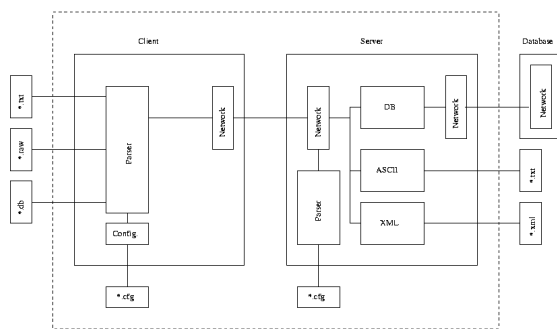 Client
Server
Database
*.txt
*.raw
*.db
Parser
Config
*.cfg
Network
Network
Parser
*.cfg
DB
ASCII
XML
Network
Network
*.txt
*.xml